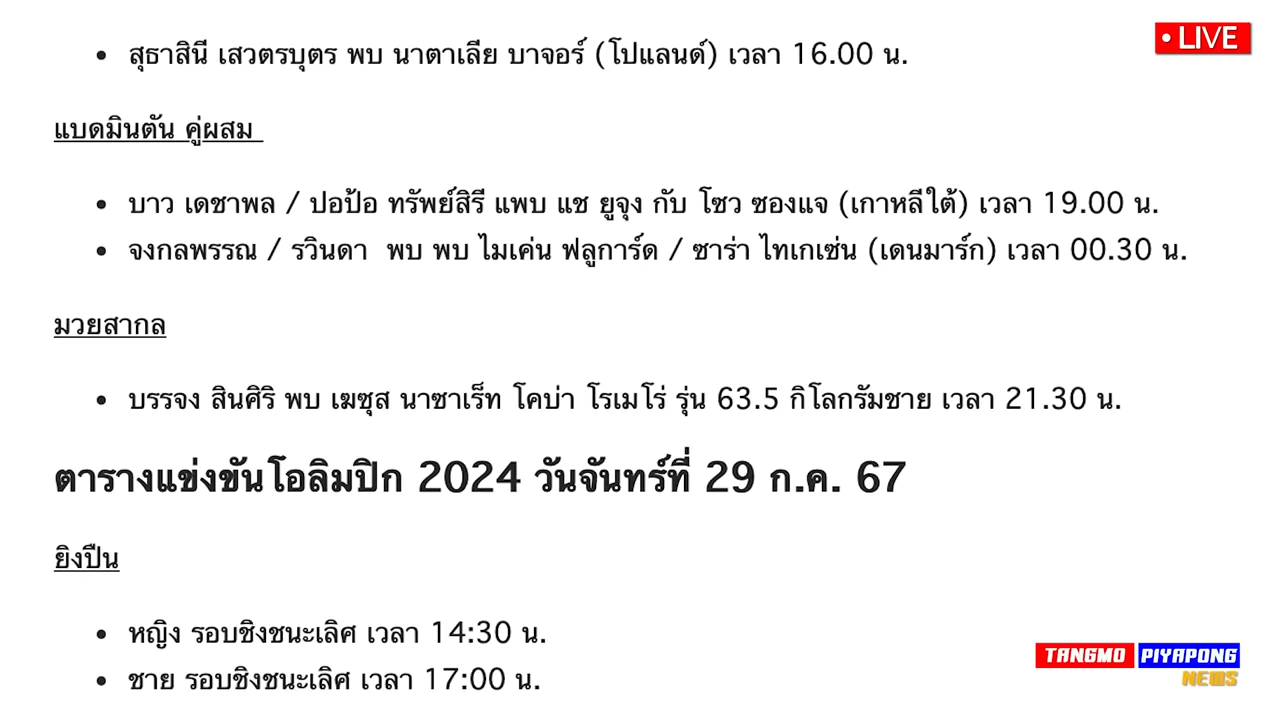 • สุธาสินี เสวตรบุตร พบ นาตาเลีย บาจอร์ (โปแลนด์) เวลา 16.00 น.
• LIVE
แบดมินตัน คู่ผสม
• บาว เดชาพล / ปอป้อ ทรัพย์สิรี แพบ แช ยูจุง กับ โซว ซองแจ (เกาหลีใต้) เวลา 19.00 น.
• จงกลพรรณ / รวินดา พบ พบ ไมเค่น ฟลูการ์ด / ซาร่า ไทเกเซ่น (เดนมาร์ก) เวลา 00.30 น.
มวยสากล
• บรรจง สินศิริ พบ เฆซุส นาซาเร็ท โคบ่า โรเมโร่ รุ่น 63.5 กิโลกรัมชาย เวลา 21.30 น.
ตารางแข่งขันโอลิมปิก 2024 วันจันทร์ที่ 29 ก.ค. 67
ยิงปืน
• หญิง รอบชิงชนะเลิศ เวลา 14:30 น.
• ชาย รอบชิงชนะเลิศ เวลา 17:00 น.
TANGMO PIYAPONG
NEWS